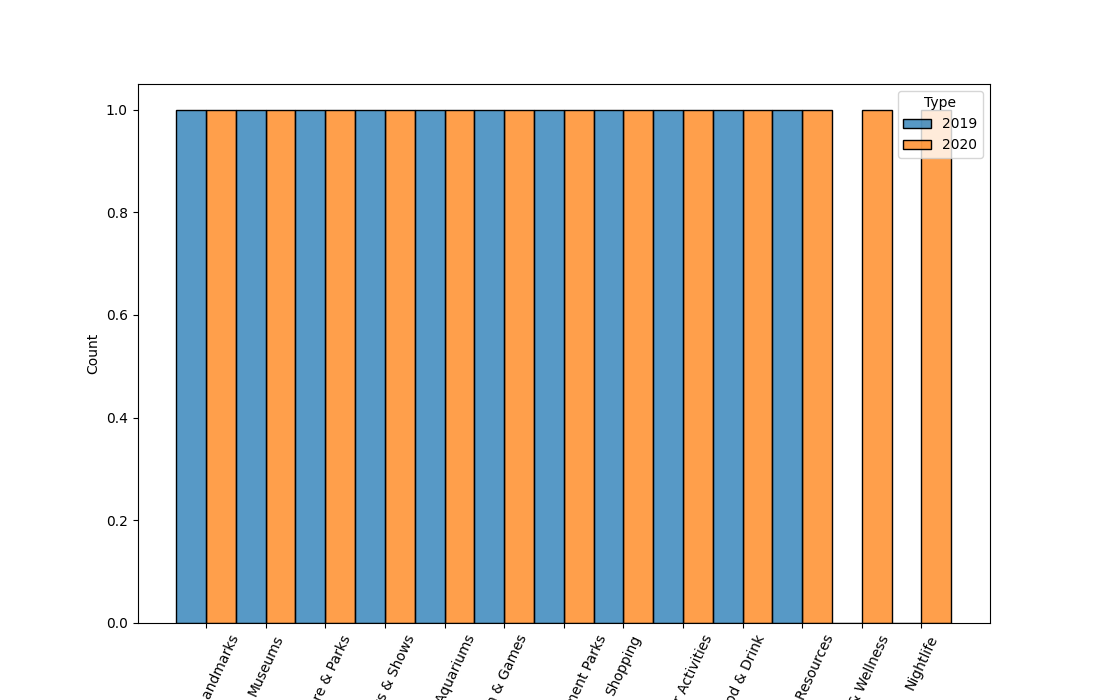 Type
2019
2020
1.0
0.8
0.6
0.4
0.2
0.0
Count
andmarks
Museums
re & Parks
s & Shows
Aquariums
& Games
ment Parks
Shopping
r Activities
od & Drink
Resources
& Wellness
Nightlife